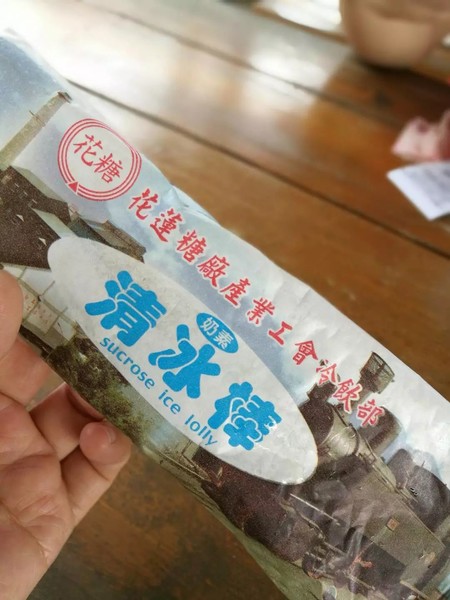 花糖
花蓮糖廠產業工會冷飲部
奶素
清冰棒
sucrose ice lolly